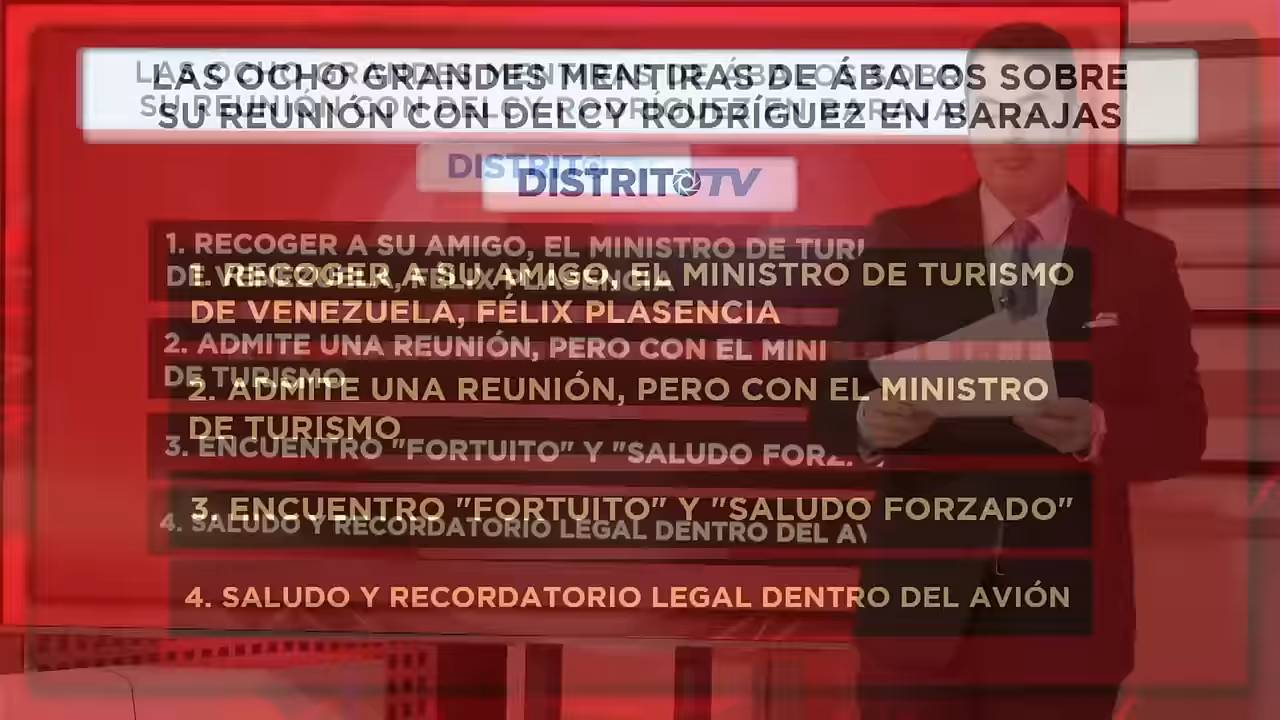 LAS OCHO GRANDES MENTIRAS DE ÁBALOS SOBRE
SU REUNIÓN CON DELCY RODRÍGUEZ EN BARAJAS
DISTRITOTV
1. RECOGER A SU AMIGO, EL MINISTRO DE TURISMO
DE VENEZUELA, FÉLIX PLASENCIA
2. ADMITE UNA REUNIÓN, PERO CON EL MINISTRO
DE TURISMO
3. ENCUENTRO "FORTUITO" Y "SALUDO FORZADO"
4. SALUDO Y RECORDATORIO LEGAL DENTRO DEL AVIÓN